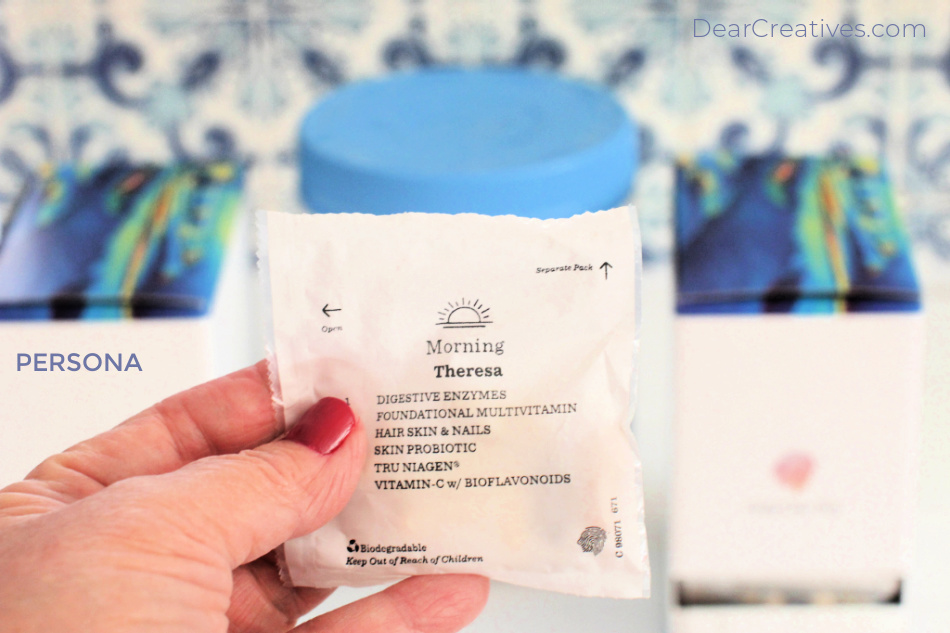 DearCreatives.com
Separate Pack
Open
Morning
Theresa
PERSONA
DIGESTIVE ENZYMES
FOUNDATIONAL MULTIVITAMIN
HAIR SKIN & NAILS
SKIN PROBIOTIC
TRU NIAGEN®
VITAMIN-C w/ BIOFLAVONOIDS
Biodegradable
Keep Out of Reach of Children
C 98071 671